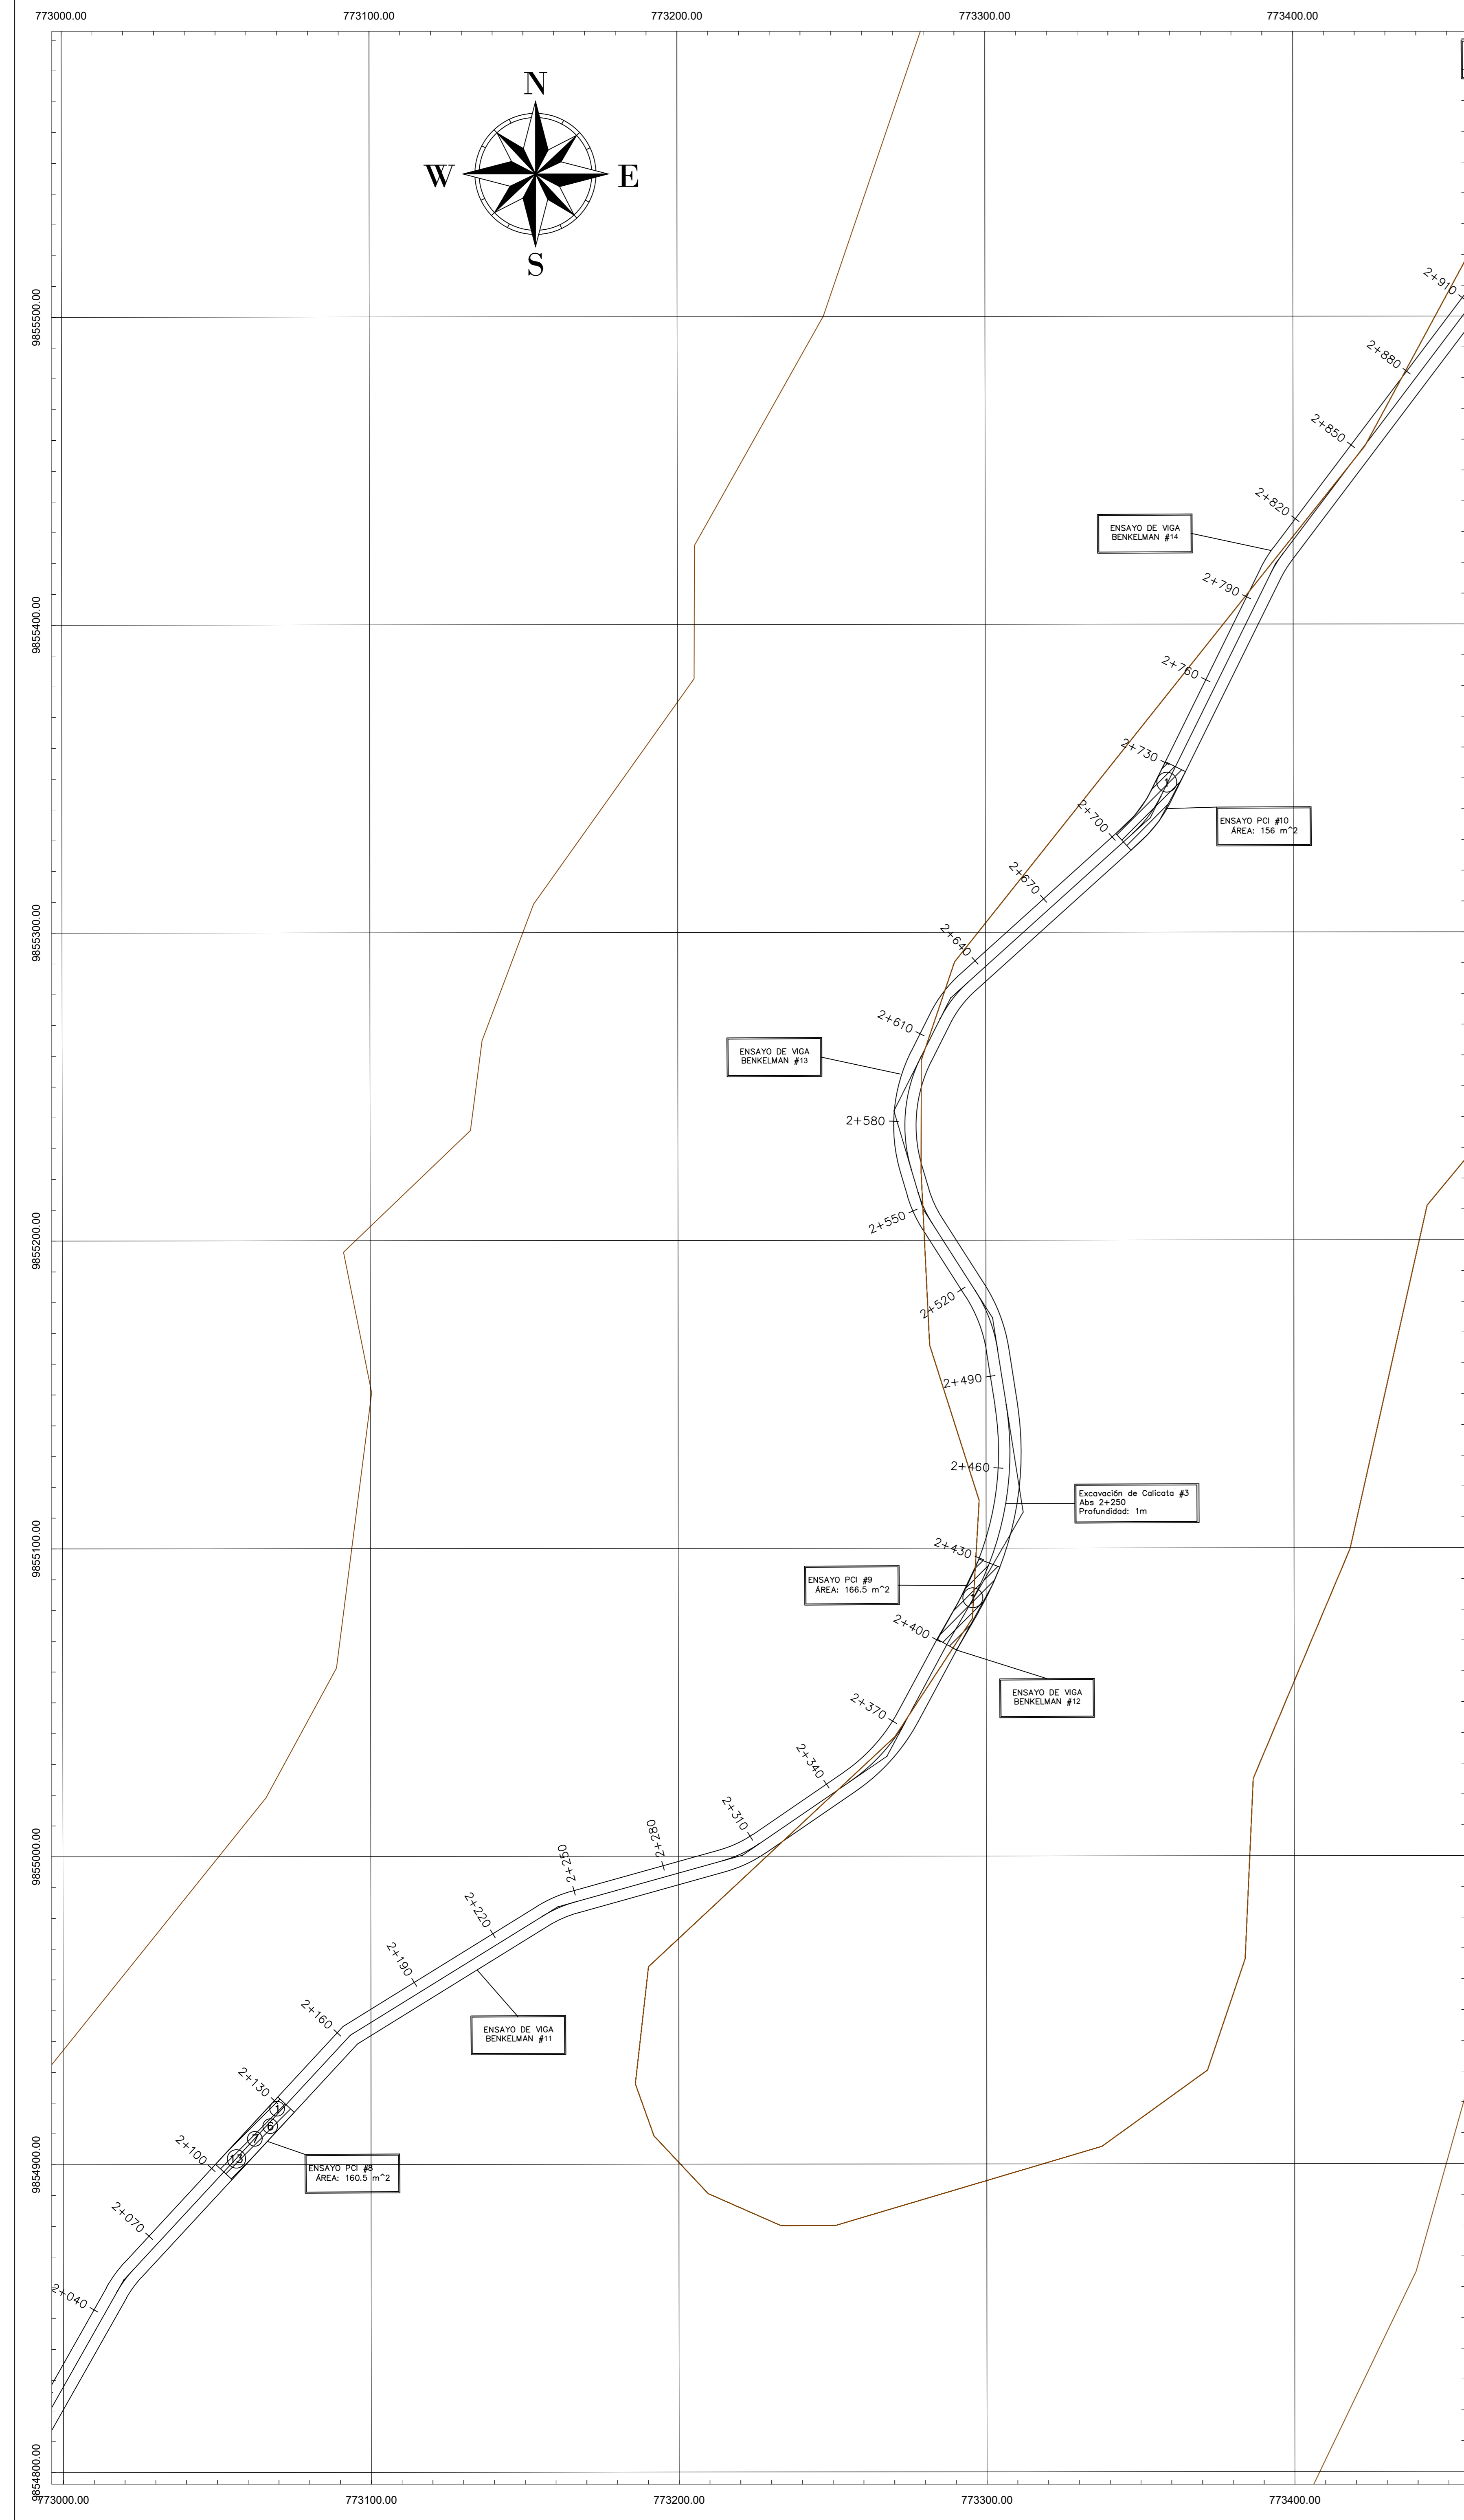 773000.00
773100.00
773200.00
773300.00
773400.00
N
W
E
S
9855500.00
2+910
2+880
2+850
2+820
ENSAYO DE VIGA
BENKELMAN #14
2+790
9855400.00
2+760
2+730
1
2+700
ENSAYO PCI #10
ÁREA: 156 m^2
2+670
9855300.00
2+640
2+610
ENSAYO DE VIGA
BENKELMAN #13
2+580
9855200.00
2+550
2+520
2+490
2+460
Excavación de Calicata #3
Abs 2+250
Profundidad: 1m
9855100.00
2+430
ENSAYO PCI #9
ÁREA: 166.5 m^2
2+400
ENSAYO DE VIGA
BENKELMAN #12
2+370
2+340
2+310
2+280
2+250
9855000.00
2+220
2+190
2+160
ENSAYO DE VIGA
BENKELMAN #11
2+130
1
6
7
13
2+100
9854900.00
ENSAYO PCI #8
ÁREA: 160.5 m^2
2+070
2+040
9854800.00
773000.00
773100.00
773200.00
773300.00
773400.00